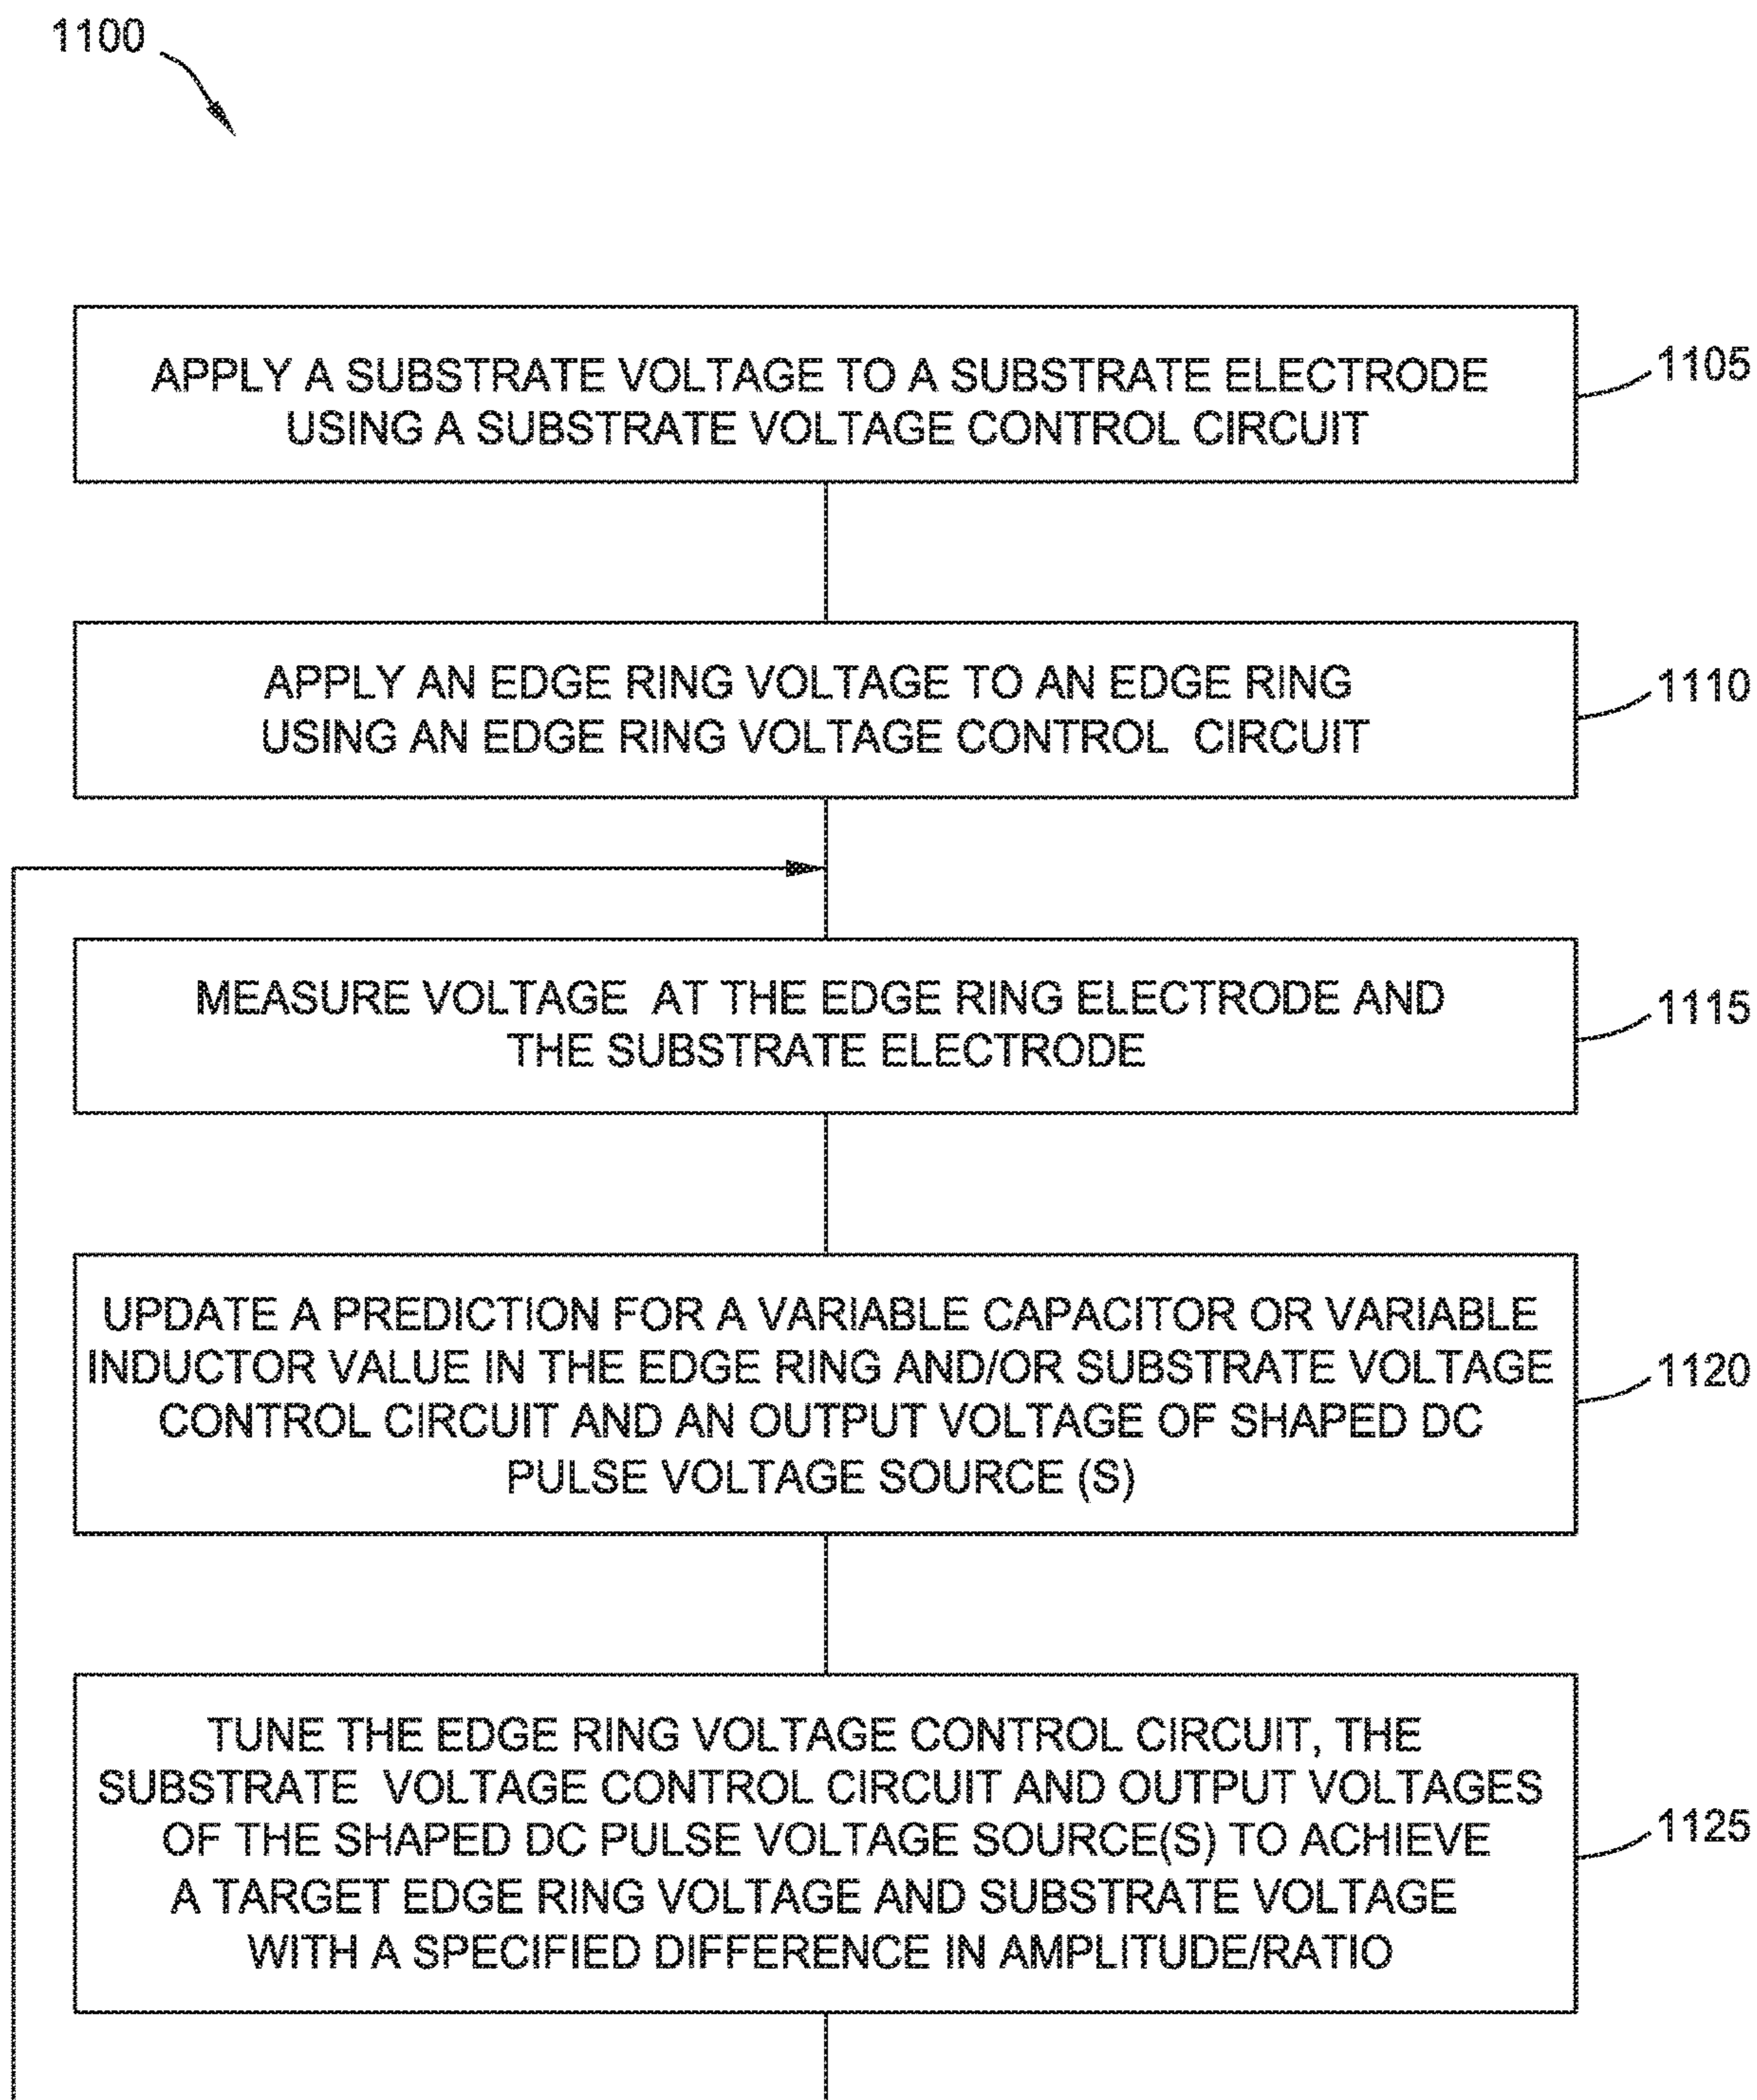 1100
APPLY A SUBSTRATE VOLTAGE TO A SUBSTRATE ELECTRODE
USING A SUBSTRATE VOLTAGE CONTROL CIRCUIT
1105
APPLY AN EDGE RING VOLTAGE TO AN EDGE RING
USING AN EDGE RING VOLTAGE CONTROL CIRCUIT
1110
MEASURE VOLTAGE AT THE EDGE RING ELECTRODE AND
THE SUBSTRATE ELECTRODE
1115
UPDATE A PREDICTION FOR A VARIABLE CAPACITOR OR VARIABLE
INDUCTOR VALUE IN THE EDGE RING AND/OR SUBSTRATE VOLTAGE
CONTROL CIRCUIT AND AN OUTPUT VOLTAGE OF SHAPED DC
PULSE VOLTAGE SOURCE (S)
1120
TUNE THE EDGE RING VOLTAGE CONTROL CIRCUIT, THE
SUBSTRATE VOLTAGE CONTROL CIRCUIT AND OUTPUT VOLTAGES
OF THE SHAPED DC PULSE VOLTAGE SOURCE(S) TO ACHIEVE
A TARGET EDGE RING VOLTAGE AND SUBSTRATE VOLTAGE
WITH A SPECIFIED DIFFERENCE IN AMPLITUDE/RATIO
1125